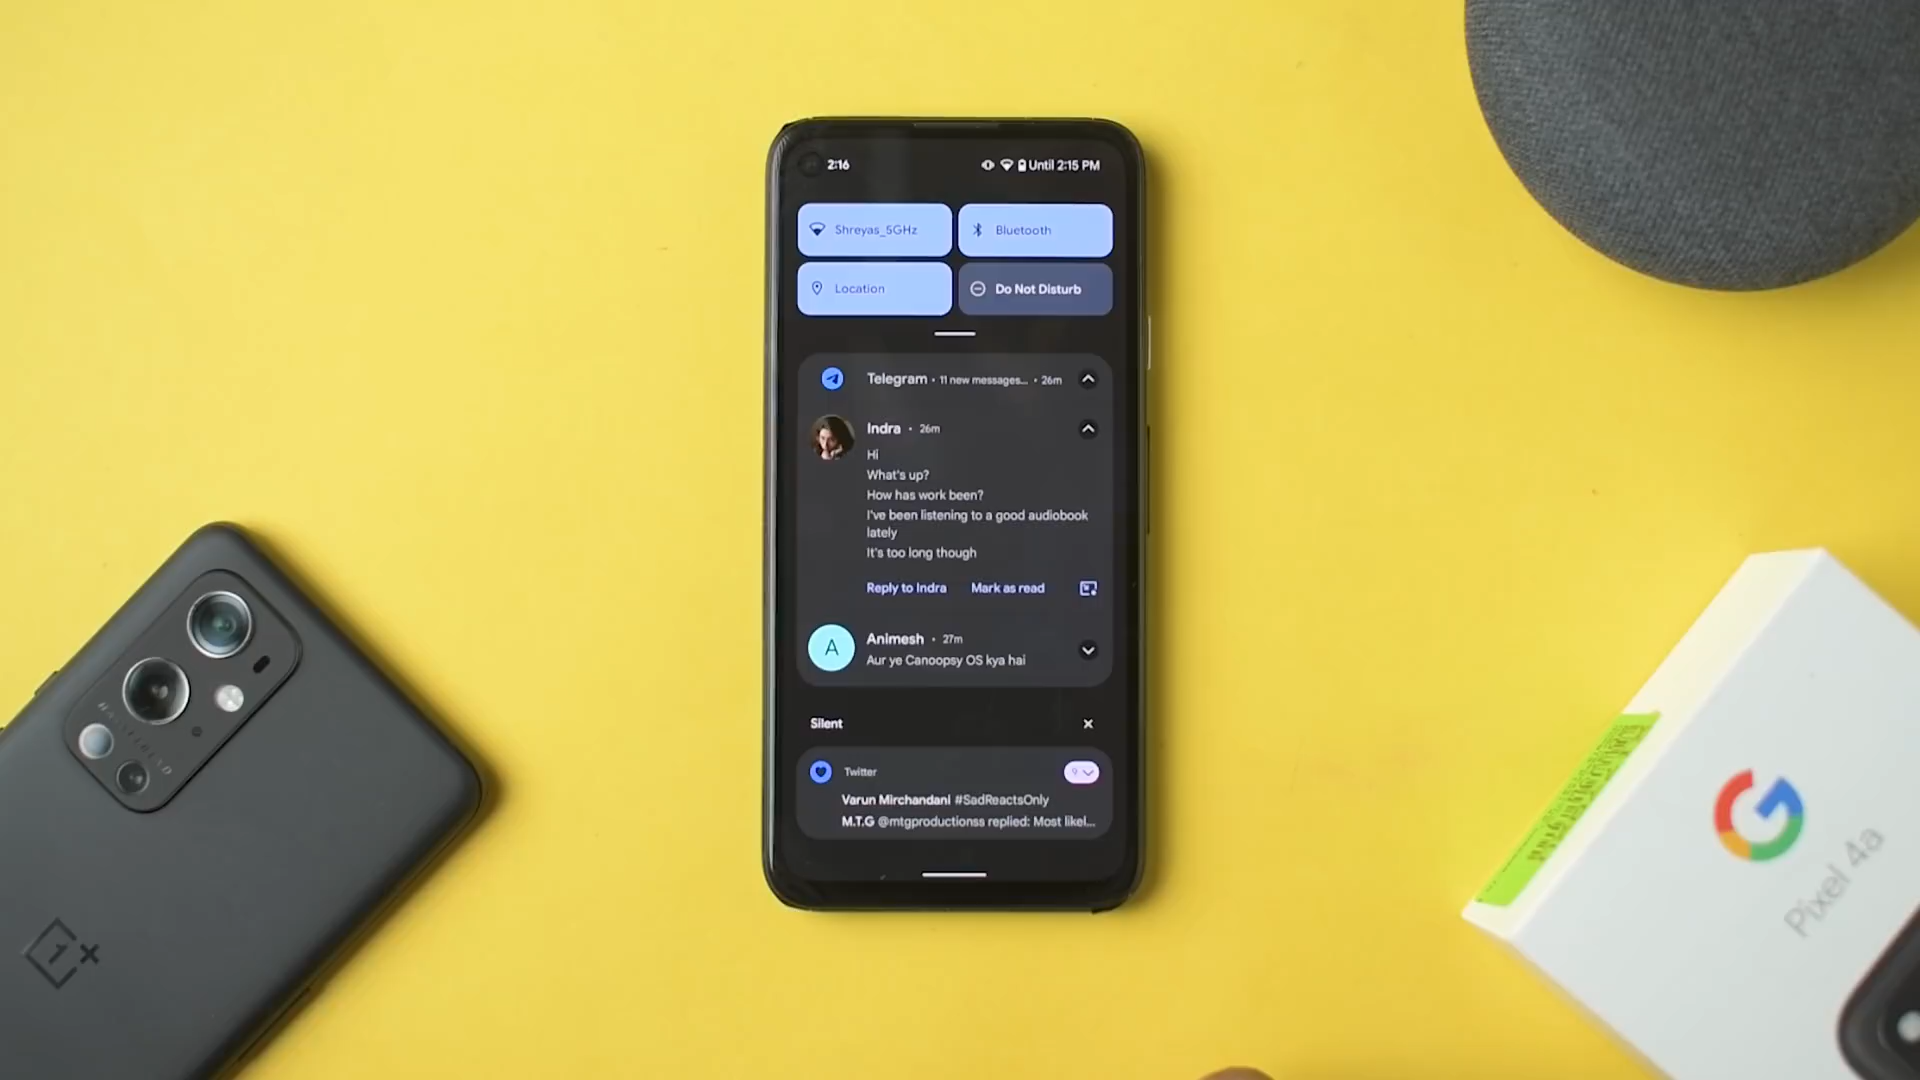 2:16
Until 2:15 PM
Shreyas_5GHz
Bluetooth
Location
Do Not Disturb
Telegram • 11 new messages... • 26m
Indra • 26m
Hi
What's up?
How has work been?
I've been listening to a good audiobook
lately
It's too long though
Reply to Indra
Mark as read
A
Animesh • 27m
Aur ye Canoopsy OS kya hai
Silent
Twitter
9
Varun Mirchandani #SadReactsOnly
M.T.G @mtgproductionss replied: Most likel...
HASSELBLAD
1+
G
Pixel 4a